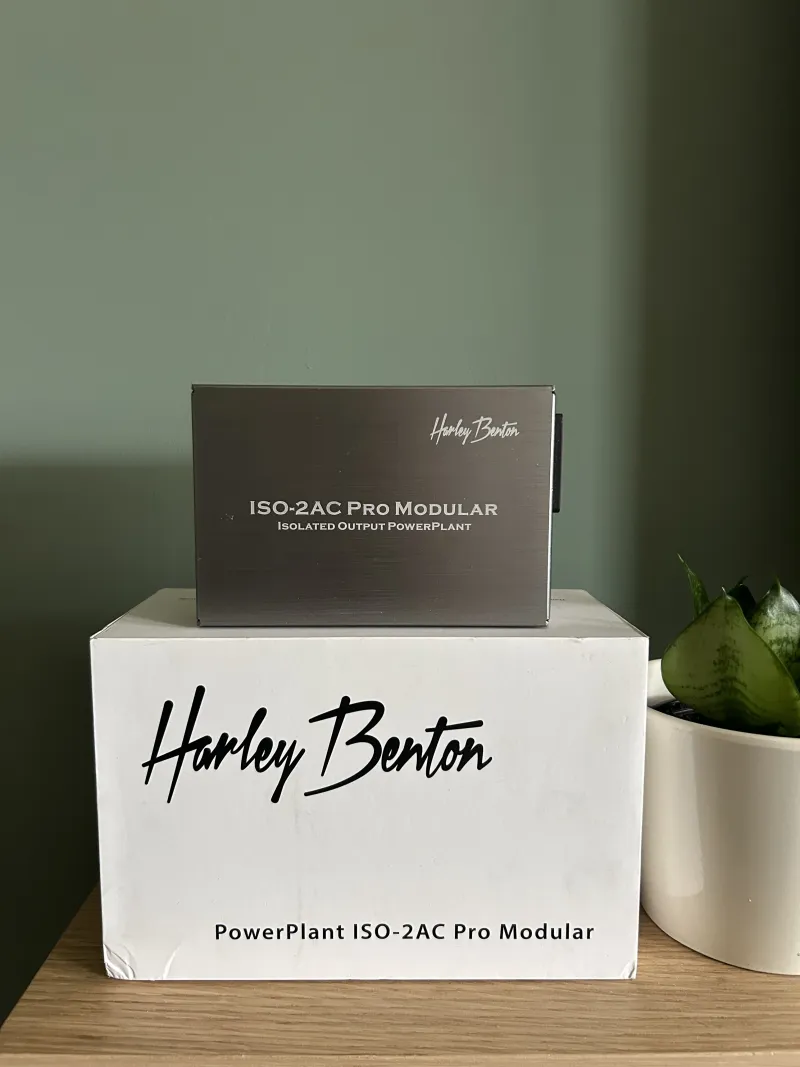 Harley Benton
ISO-2AC Pro Modular
Isolated Output PowerPlant
Harley Benton
PowerPlant ISO-2AC Pro Modular